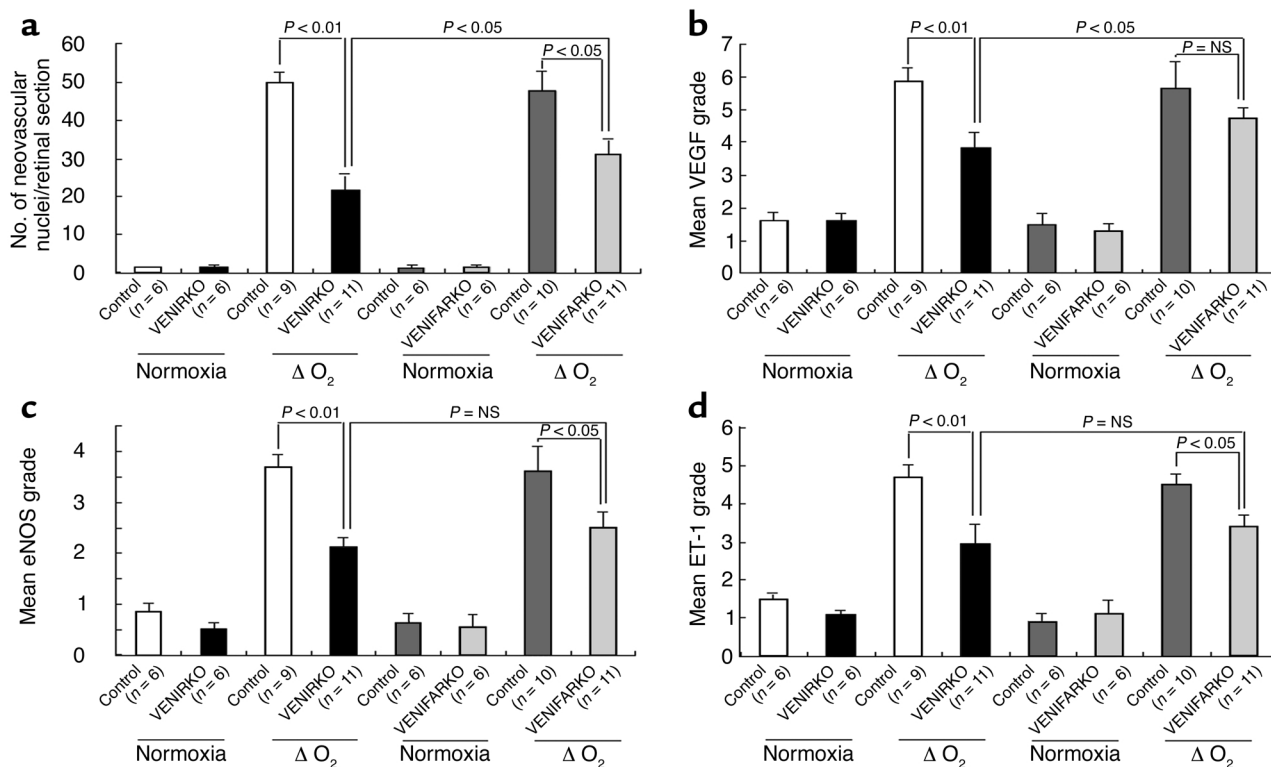 a
P < 0.01
P < 0.05
P < 0.05
No. of neovascular
nuclei/retinal section
60
50
40
30
20
10
0
Control
(n = 6)
VENIRKO
(n = 6)
Control
(n = 9)
VENIRKO
(n = 11)
Control
(n = 6)
VENIFARKO
(n = 6)
Control
(n = 10)
VENIFARKO
(n = 11)
Normoxia
Δ O2
Normoxia
Δ O2
b
P < 0.01
P < 0.05
P = NS
Mean VEGF grade
7
6
5
4
3
2
1
0
Control
(n = 6)
VENIRKO
(n = 6)
Control
(n = 9)
VENIRKO
(n = 11)
Control
(n = 6)
VENIFARKO
(n = 6)
Control
(n = 10)
VENIFARKO
(n = 11)
Normoxia
Δ O2
Normoxia
Δ O2
c
P < 0.01
P = NS
P < 0.05
Mean eNOS grade
4
3
2
1
0
Control
(n = 6)
VENIRKO
(n = 6)
Control
(n = 9)
VENIRKO
(n = 11)
Control
(n = 6)
VENIFARKO
(n = 6)
Control
(n = 10)
VENIFARKO
(n = 11)
Normoxia
Δ O2
Normoxia
Δ O2
d
P < 0.01
P = NS
P < 0.05
Mean ET-1 grade
6
5
4
3
2
1
0
Control
(n = 6)
VENIRKO
(n = 6)
Control
(n = 9)
VENIRKO
(n = 11)
Control
(n = 6)
VENIFARKO
(n = 6)
Control
(n = 10)
VENIFARKO
(n = 11)
Normoxia
Δ O2
Normoxia
Δ O2